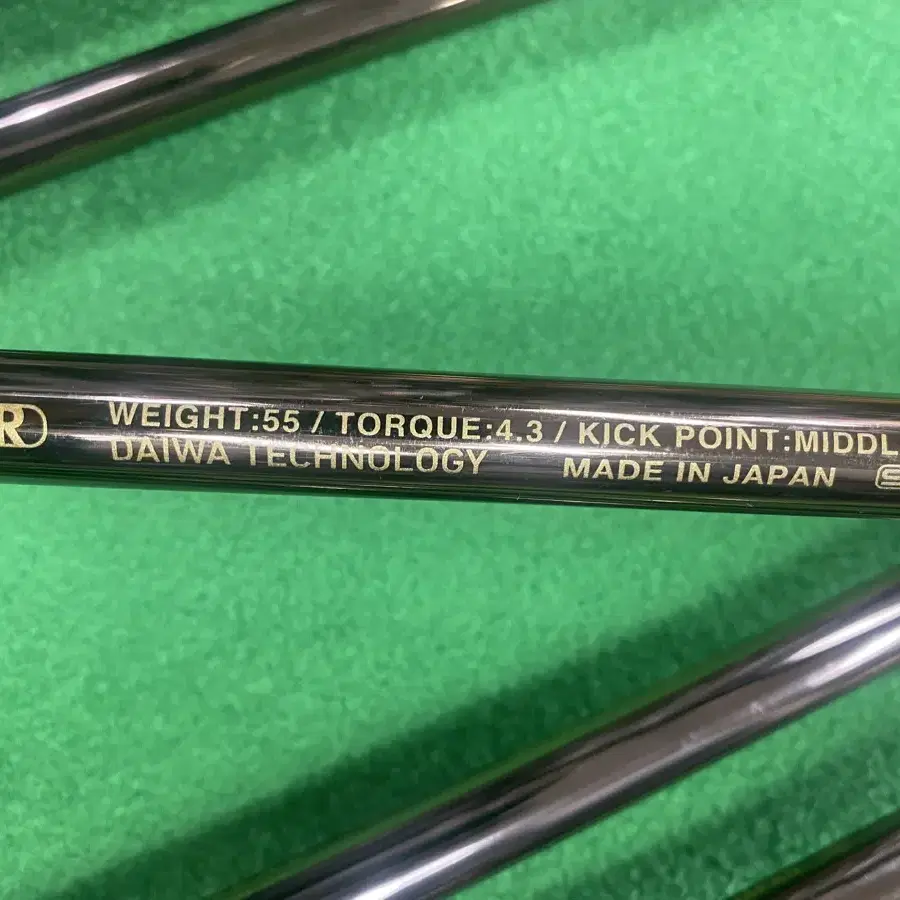 R WEIGHT:55 / TORQUE:4.3 / KICK POINT:MIDDL
DAIWA TECHNOLOGY MADE IN JAPAN S